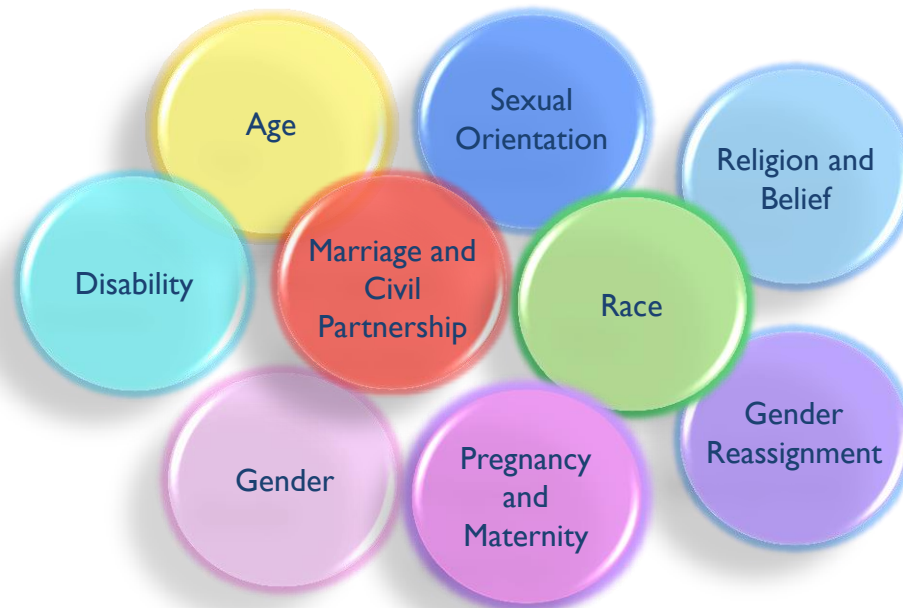 Age
Sexual
Orientation
Religion and
Belief
Disability
Marriage and
Civil
Partnership
Race
Gender
Pregnancy
and
Maternity
Gender
Reassignment